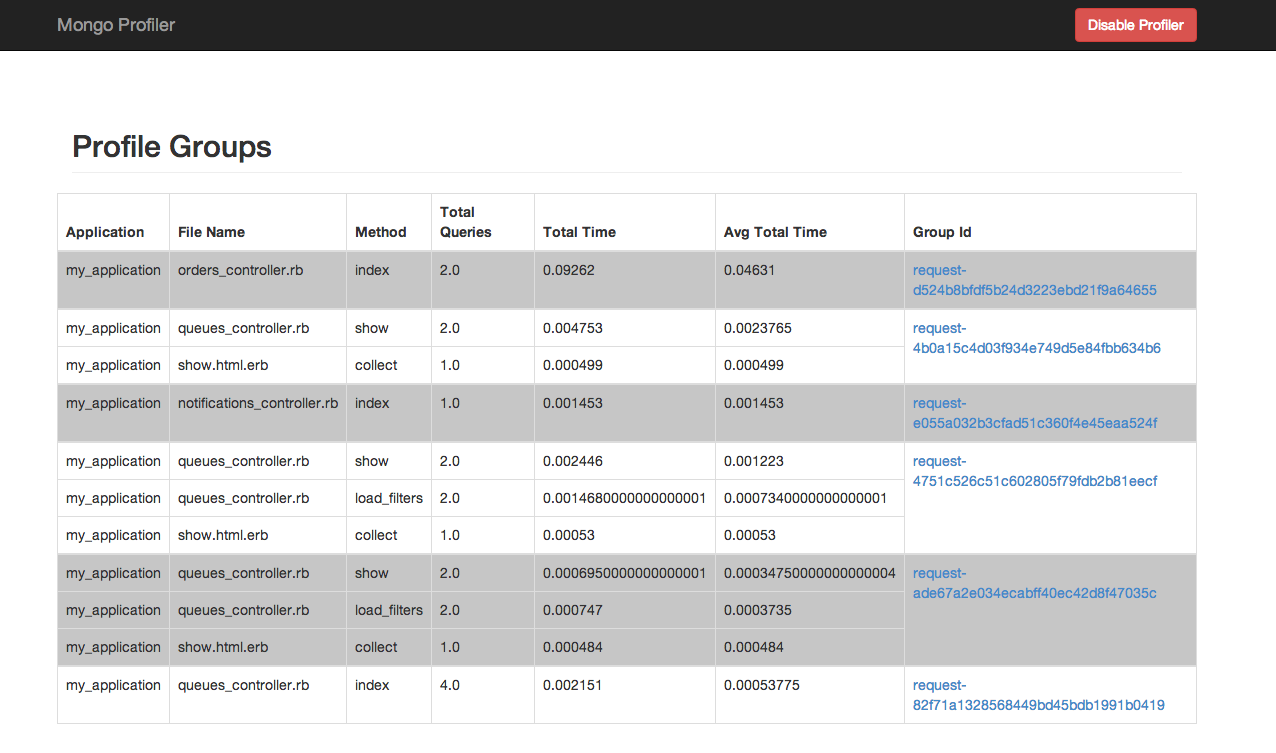 Mongo Profiler
Disable Profiler
Profile Groups
Application File Name Method Total Queries Total Time Avg Total Time Group Id
my_application orders_controller.rb index 2.0 0.09262 0.04631 request-
d524b8bfdf5b24d3223ebd21f9a64655
my_application queues_controller.rb show 2.0 0.004753 0.0023765 request-
4b0a15c4d03f934e749d5e84fbb634b6
my_application show.html.erb collect 1.0 0.000499 0.000499
my_application notifications_controller.rb index 1.0 0.001453 0.001453 request-
e055a032b3cfad51c360f4e45eaa524f
my_application queues_controller.rb show 2.0 0.002446 0.001223 request-
4751c526c51c602805f79fdb2b81eecf
my_application queues_controller.rb load_filters 2.0 0.0014680000000000001 0.0007340000000000001
my_application show.html.erb collect 1.0 0.00053 0.00053
my_application queues_controller.rb show 2.0 0.0006950000000000001 0.00034750000000000004 request-
ade67a2e034ecabff40ec42d8f47035c
my_application queues_controller.rb load_filters 2.0 0.000747 0.0003735
my_application show.html.erb collect 1.0 0.000484 0.000484
my_application queues_controller.rb index 4.0 0.002151 0.00053775 request-
82f71a1328568449bd45bdb1991b0419